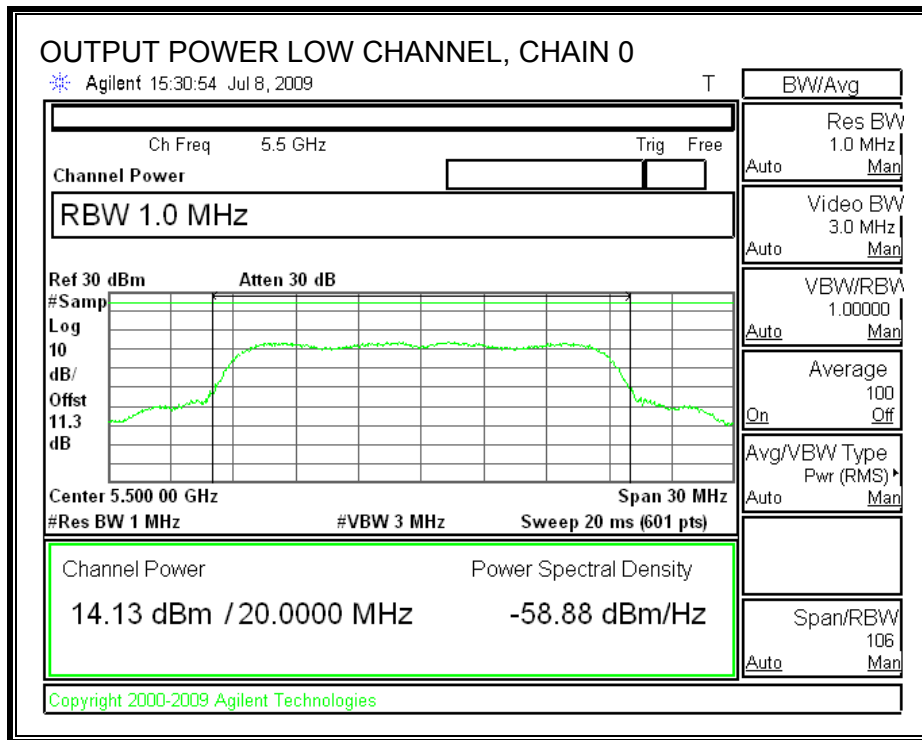 OUTPUT POWER LOW CHANNEL, CHAIN 0
Agilent 15:30:54 Jul 8, 2009 T
Ch Freq 5.5 GHz Trig Free
Channel Power
RBW 1.0 MHz
Ref 30 dBm Atten 30 dB
#Samp
Log
10
dB/
Offst
11.3
dB
Center 5.500 00 GHz Span 30 MHz
#Res BW 1 MHz #VBW 3 MHz Sweep 20 ms (601 pts)
Channel Power Power Spectral Density
14.13 dBm / 20.0000 MHz -58.88 dBm/Hz
Copyright 2000-2009 Agilent Technologies
BW/Avg
Res BW
1.0 MHz
Auto Man
Video BW
3.0 MHz
Auto Man
VBW/RBW
1.00000
Auto Man
Average
100
On Off
Avg/VBW Type
Pwr (RMS)
Auto Man
Span/RBW
106
Auto Man